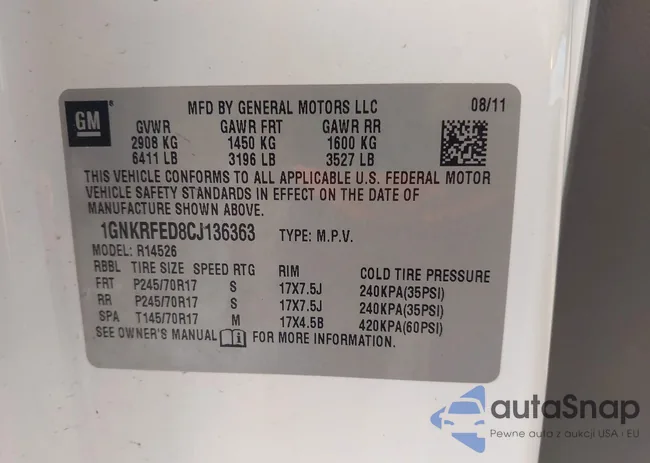 GM
MFD BY GENERAL MOTORS LLC 08/11
GVWR GAWR FRT GAWR RR
2908 KG 1450 KG 1600 KG
6411 LB 3196 LB 3527 LB
THIS VEHICLE CONFORMS TO ALL APPLICABLE U.S. FEDERAL MOTOR
VEHICLE SAFETY STANDARDS IN EFFECT ON THE DATE OF
MANUFACTURE SHOWN ABOVE.
1GNKRFED8CJ136363 TYPE: M.P.V.
MODEL: R14526
RBBL TIRE SIZE SPEED RTG RIM COLD TIRE PRESSURE
FRT P245/70R17 S 17X7.5J 240KPA(35PSI)
RR P245/70R17 S 17X7.5J 240KPA(35PSI)
SPA T145/70R17 M 17X4.5B 420KPA(60PSI)
SEE OWNER'S MANUAL FOR MORE INFORMATION.
autaSnap
Pewne auta z aukcji USA i EU